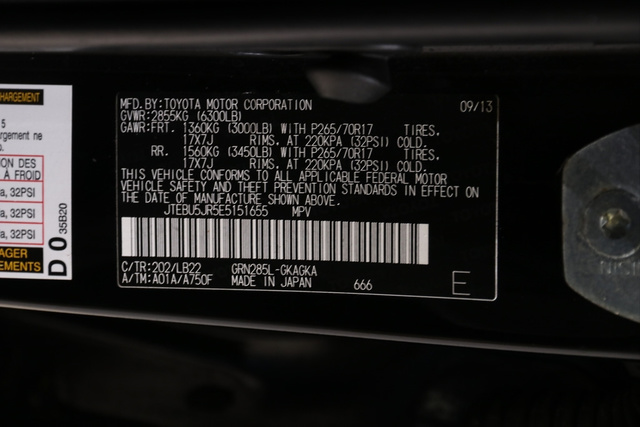 HARGEMENT
5
rgement ne
p.
ION DES
À FROID
a, 32PSI
a, 32PSI
a, 32PSI
AGER
EMENTS
D 0
35B20
MFD.BY:TOYOTA MOTOR CORPORATION 09/13
GVWR:2855KG (6300LB)
GAWR:FRT. 1360KG (3000LB) WITH P265/70R17 TIRES.
17X7J RIMS. AT 220KPA (32PSI) COLD.
RR. 1560KG (3450LB) WITH P265/70R17 TIRES.
17X7J RIMS. AT 220KPA (32PSI) COLD.
THIS VEHICLE CONFORMS TO ALL APPLICABLE FEDERAL MOTOR
VEHICLE SAFETY AND THEFT PREVENTION STANDARDS IN EFFECT ON
THE DATE OF MANUFACTURE SHOWN ABOVE.
JTEBU5JR5E5151655 MPV
C/TR:202/LB22 GRN285L-GKAGKA
A/TM:A01A/A750F MADE IN JAPAN 666
E